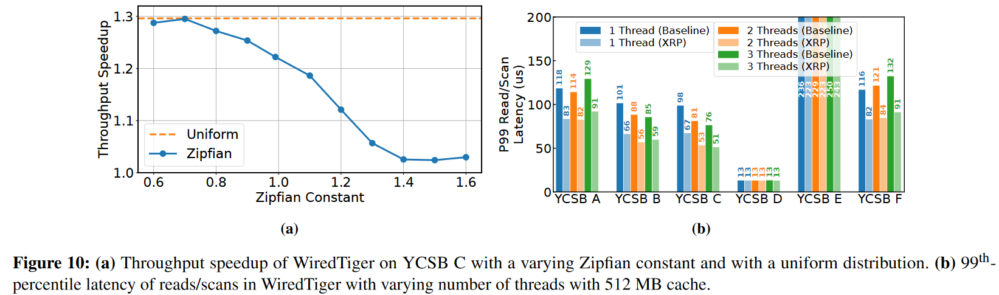 1.3
1.2
1.1
1.0
Throughput Speedup
Uniform
Zipfian
0.6 0.8 1.0 1.2 1.4 1.6
Zipfian Constant
(a)
200
150
100
50
0
P99 Read/Scan
Latency (us)
1 Thread (Baseline)
1 Thread (XRP)
2 Threads (Baseline)
2 Threads (XRP)
3 Threads (Baseline)
3 Threads (XRP)
118 83 114 82 129 91
101 66 88 56 85 59
98 67 81 53 76 51
13 13 13 13 13 13
236 223 229 223 250 243
116 82 121 84 132 91
YCSB A YCSB B YCSB C YCSB D YCSB E YCSB F
(b)
Figure 10: (a) Throughput speedup of WiredTiger on YCSB C with a varying Zipfian constant and with a uniform distribution. (b) 99th-
percentile latency of reads/scans in WiredTiger with varying number of threads with 512 MB cache.